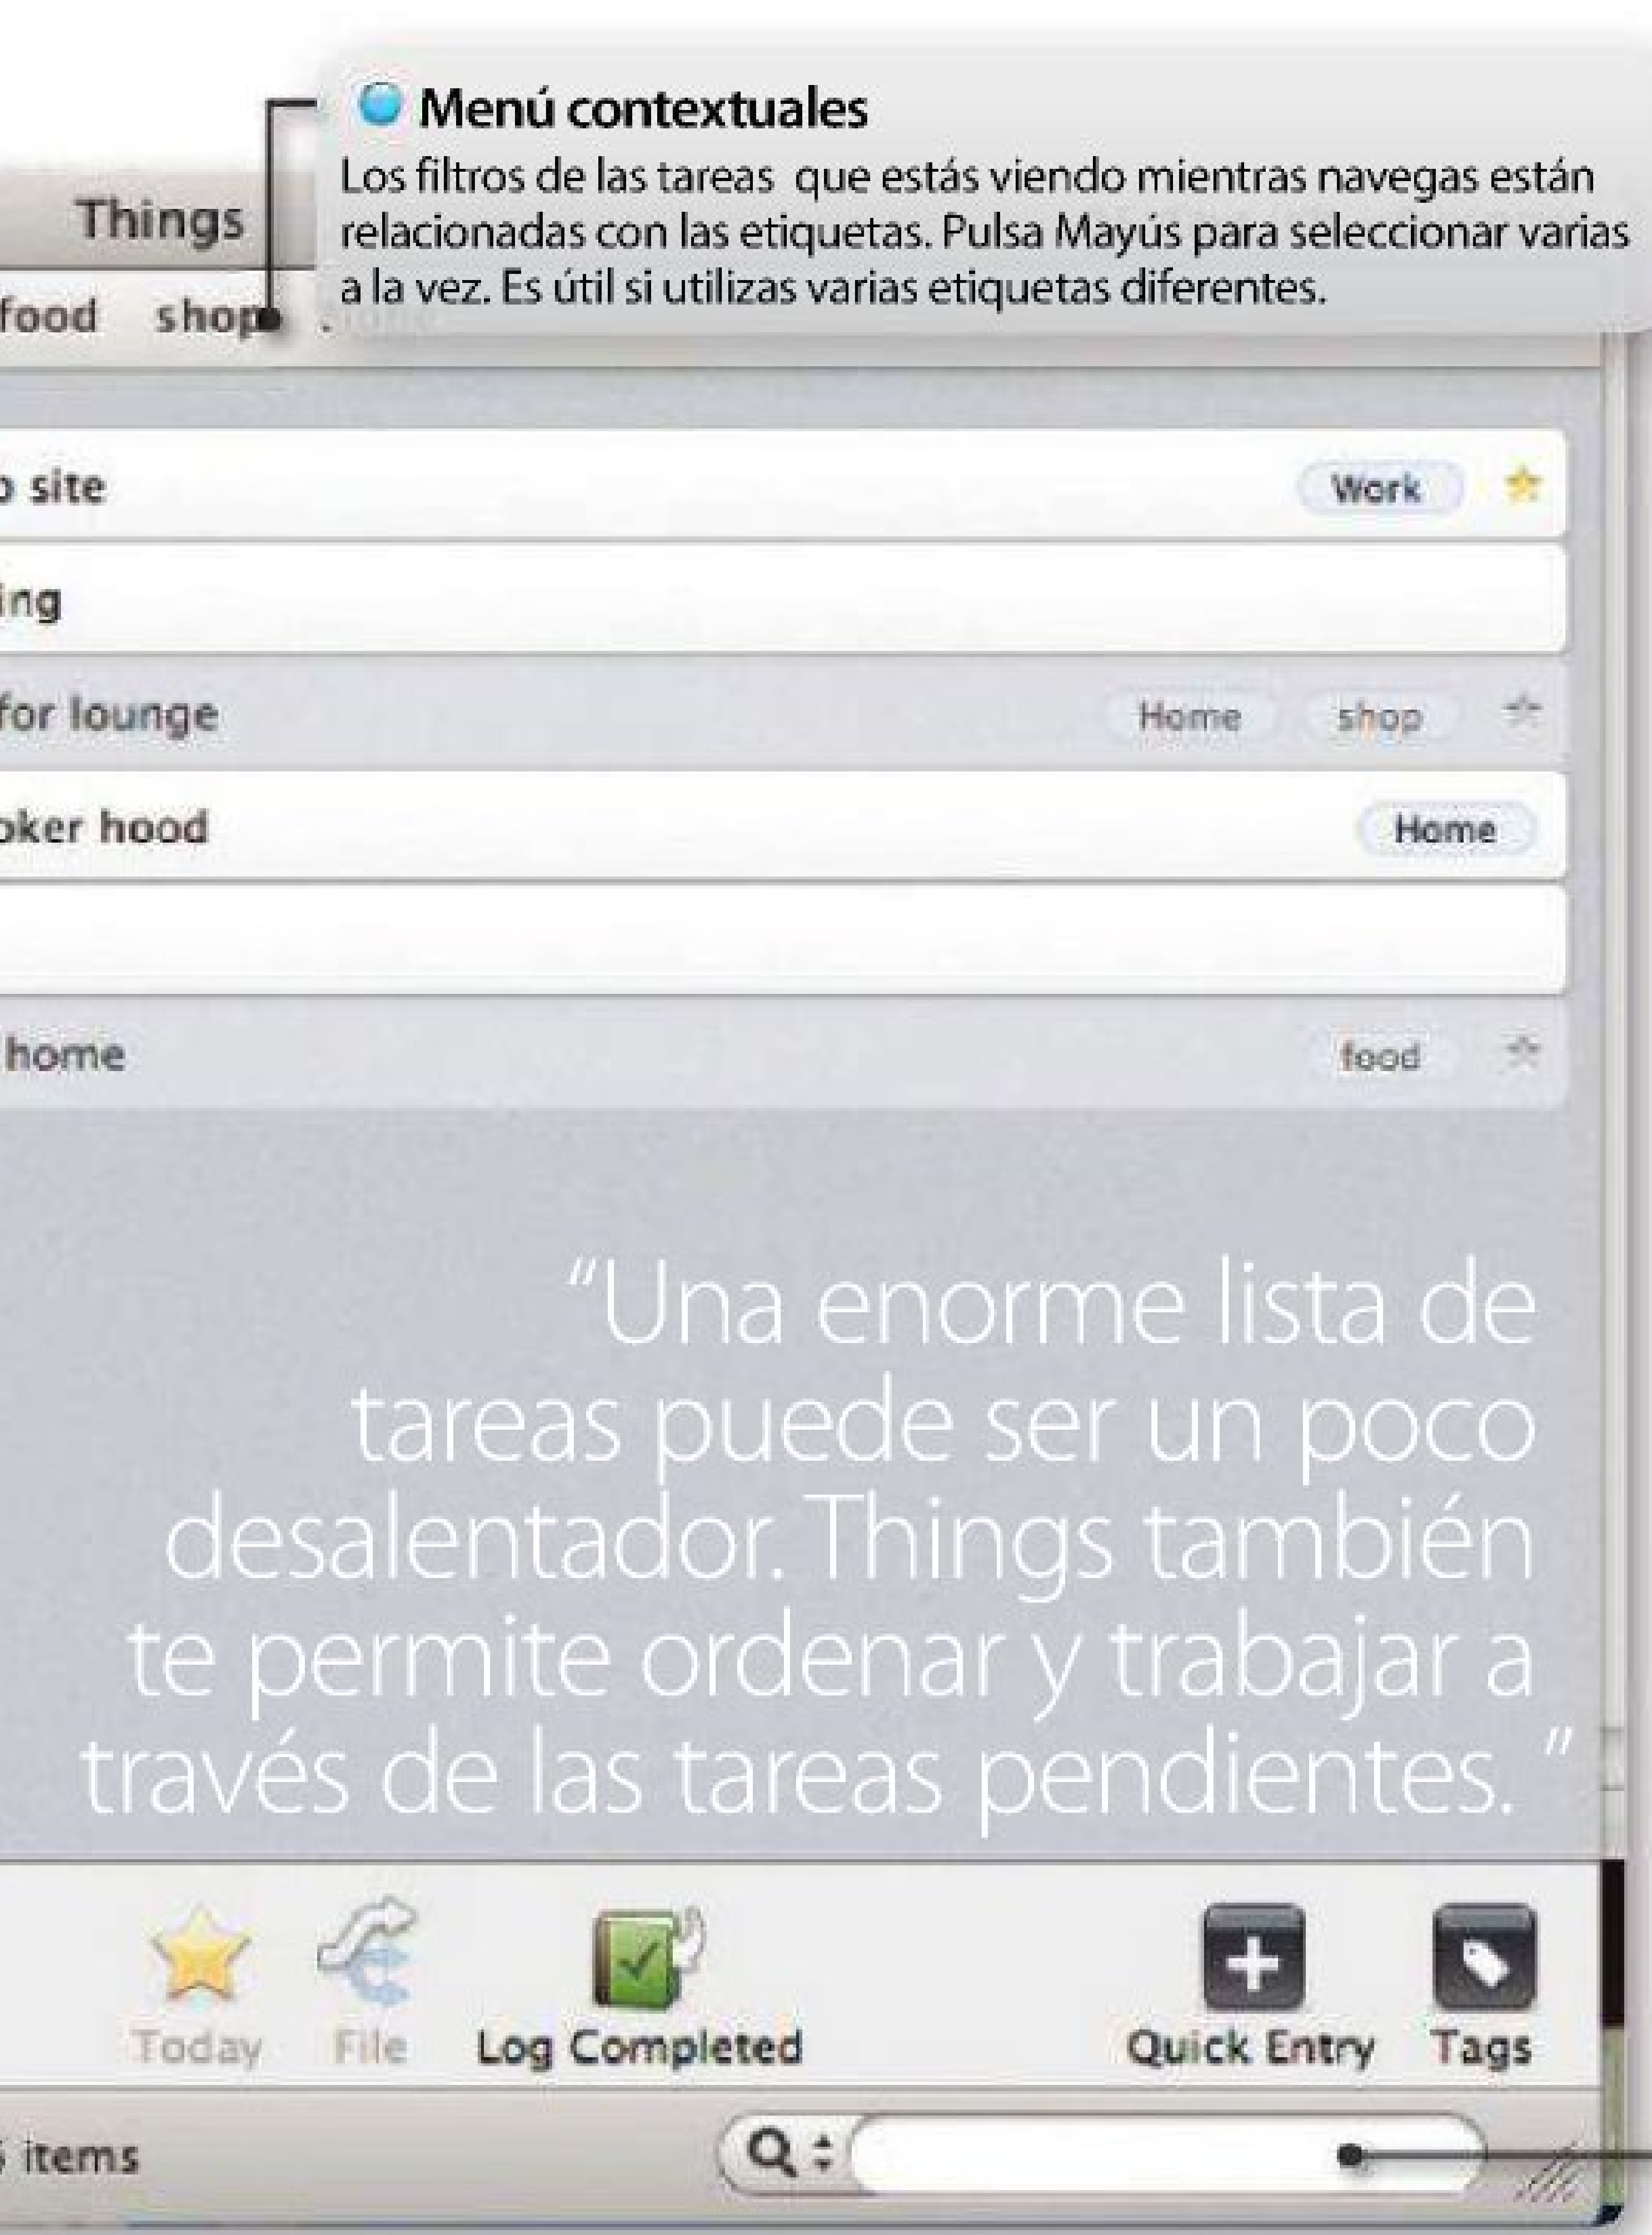 Menú contextuales
Los filtros de las tareas que estás viendo mientras navegas están
relacionadas con las etiquetas. Pulsa Mayús para seleccionar varias
a la vez. Es útil si utilizas varias etiquetas diferentes.
Things
food shop
site Work
ing
for lounge Home shop
oker hood Home
home food
“Una enorme lista de
tareas puede ser un poco
desalentador. Things también
te permite ordenar y trabajar a
través de las tareas pendientes. ”
Today File Log Completed Quick Entry Tags
items